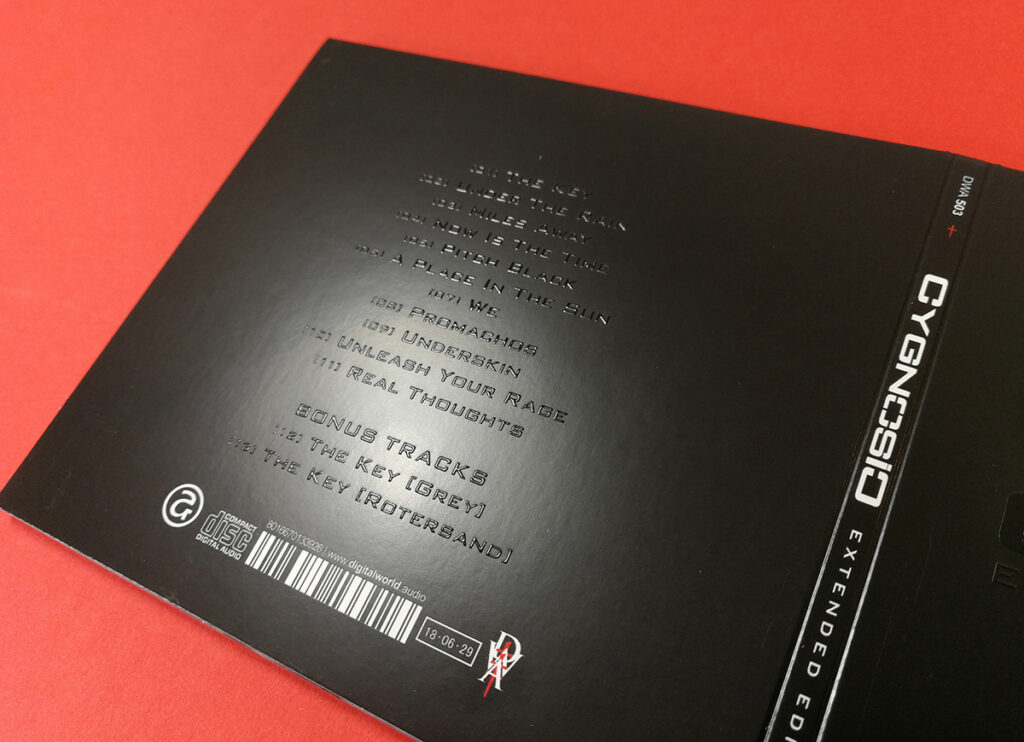 [01] The Key
[02] Under The Rain
[03] Miles Away
[04] Now Is The Time
[05] Pitch Black
[06] A Place In The Sun
[07] We
[08] Promachos
[09] Underskin
[10] Unleash Your Rage
[11] Real Thoughts
BONUS TRACKS
[12] The Key [Grey]
[13] The Key [Rotersand]
COMPACT
disc
DIGITAL AUDIO
8016670133926 | www.digitalworld.audio
18·06·29
DWA
DWA 503 + CYGNOSIC EXTENDED